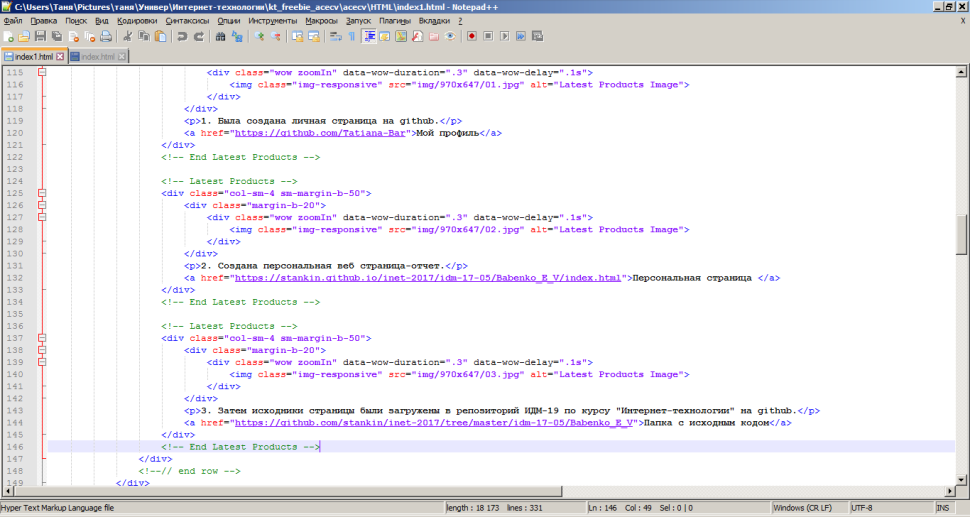 C:\Users\Таня\Pictures\таня\Универ\Интернет-технологии\kt_freebie_acecv\acecv\HTML\index1.html - Notepad++
Файл Правка Поиск Вид Кодировки Синтаксисы Опции Инструменты Макросы Запуск Плагины Вкладки ?
X
index1.html index.html
115 <div class="wow zoomIn" data-wow-duration=".3" data-wow-delay=".1s">
116 <img class="img-responsive" src="img/970x647/01.jpg" alt="Latest Products Image">
117 </div>
118 </div>
119 <p>1. Была создана личная страница на github.</p>
120 <a href="https://github.com/Tatiana-Bar">Мой профиль</a>
121 </div>
122 <!-- End Latest Products -->
123
124 <!-- Latest Products -->
125 <div class="col-sm-4 sm-margin-b-50">
126 <div class="margin-b-20">
127 <div class="wow zoomIn" data-wow-duration=".3" data-wow-delay=".1s">
128 <img class="img-responsive" src="img/970x647/02.jpg" alt="Latest Products Image">
129 </div>
130 </div>
131 <p>2. Создана персональная веб страница-отчет.</p>
132 <a href="https://stankin.github.io/inet-2017/idm-17-05/Babenko_E_V/index.html">Персональная страница </a>
133 </div>
134 <!-- End Latest Products -->
135
136 <!-- Latest Products -->
137 <div class="col-sm-4 sm-margin-b-50">
138 <div class="margin-b-20">
139 <div class="wow zoomIn" data-wow-duration=".3" data-wow-delay=".1s">
140 <img class="img-responsive" src="img/970x647/03.jpg" alt="Latest Products Image">
141 </div>
142 </div>
143 <p>3. Затем исходники страницы были загружены в репозиторий ИДМ-19 по курсу "Интернет-технологии" на github.</p>
144 <a href="https://github.com/stankin/inet-2017/tree/master/idm-17-05/Babenko_E_V">Папка с исходным кодом</a>
145 </div>
146 <!-- End Latest Products -->
147 </div>
148 <!--// end row -->
149 </div>
Hyper Text Markup Language file length : 18 173 lines : 331 Ln : 146 Col : 49 Sel : 0 | 0 Windows (CR LF) UTF-8 INS